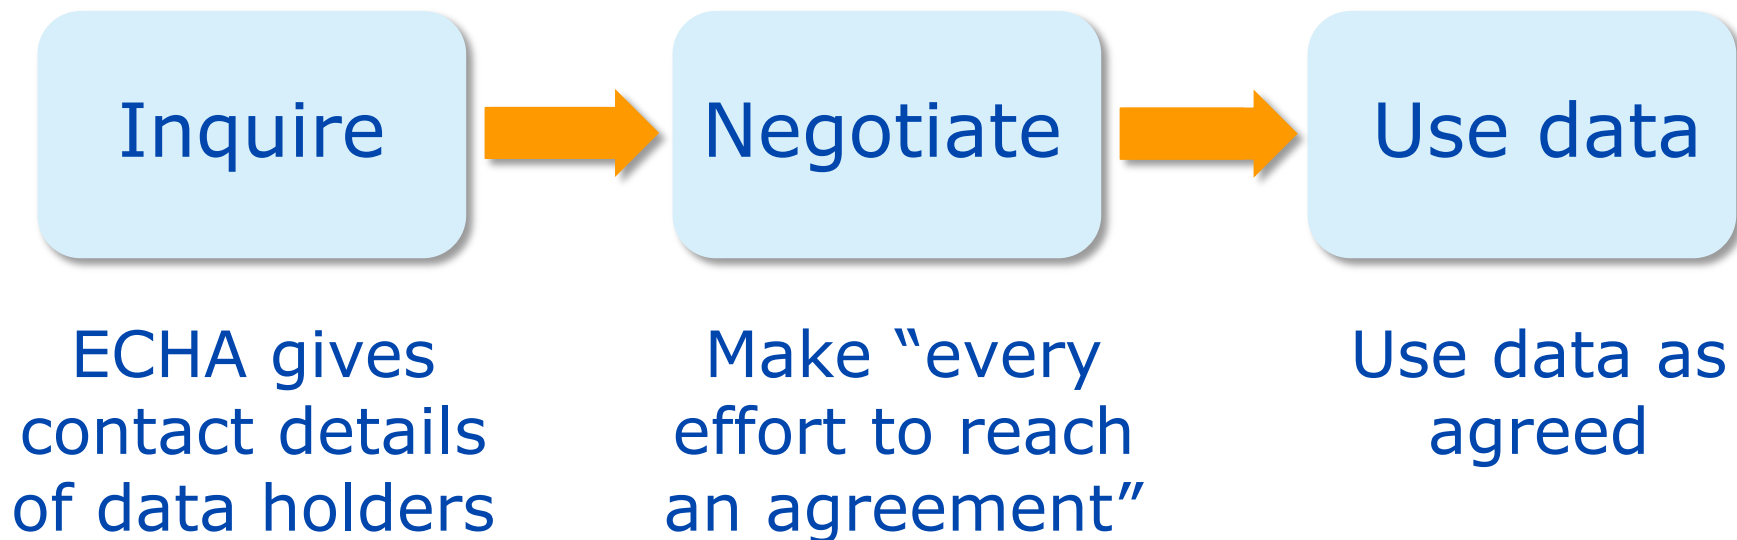 Inquire
Negotiate
Use data
ECHA gives
contact details
of data holders
Make “every
effort to reach
an agreement”
Use data as
agreed